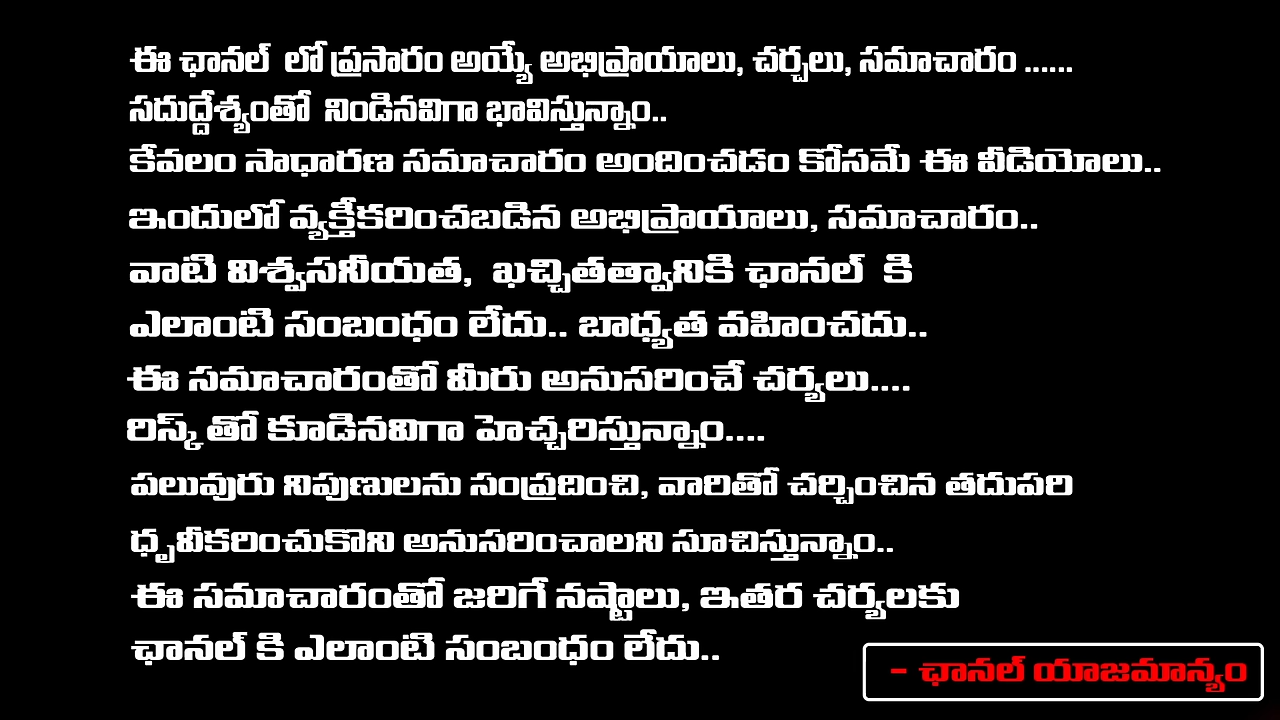 ఈ ఛానల్ లో ప్రసారం అయ్యే అభిప్రాయాలు, చర్చలు, సమాచారం ......
సదుద్దేశ్యంతో నిండినవిగా భావిస్తున్నాం..
కేవలం సాధారణ సమాచారం అందించడం కోసమే ఈ వీడియోలు..
ఇందులో వ్యక్తీకరించబడిన అభిప్రాయాలు, సమాచారం..
వాటి విశ్వసనీయత, ఖచ్చితత్వానికి ఛానల్ కి
ఎలాంటి సంబంధం లేదు.. బాధ్యత వహించదు..
ఈ సమాచారంతో మీరు అనుసరించే చర్యలు....
రిస్క్ తో కూడినవిగా హెచ్చరిస్తున్నాం....
పలువురు నిపుణులను సంప్రదించి, వారితో చర్చించిన తదుపరి
ధృవీకరించుకొని అనుసరించాలని సూచిస్తున్నాం..
ఈ సమాచారంతో జరిగే నష్టాలు, ఇతర చర్యలకు
ఛానల్ కి ఎలాంటి సంబంధం లేదు..
- ఛానల్ యాజమాన్యం